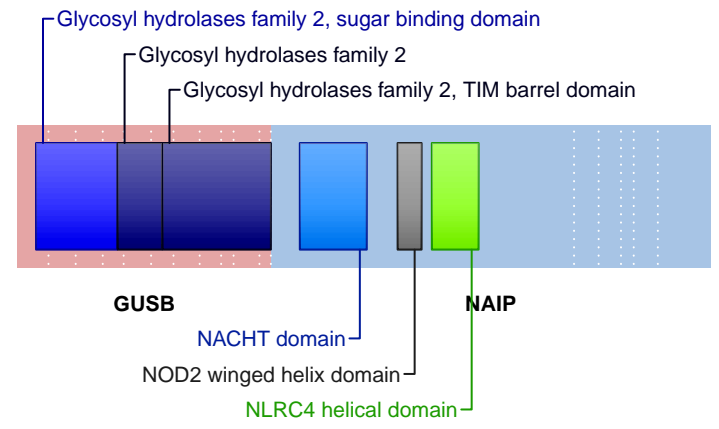 Glycosyl hydrolases family 2, sugar binding domain
Glycosyl hydrolases family 2
Glycosyl hydrolases family 2, TIM barrel domain
GUSB
NAIP
NACHT domain
NOD2 winged helix domain
NLRC4 helical domain